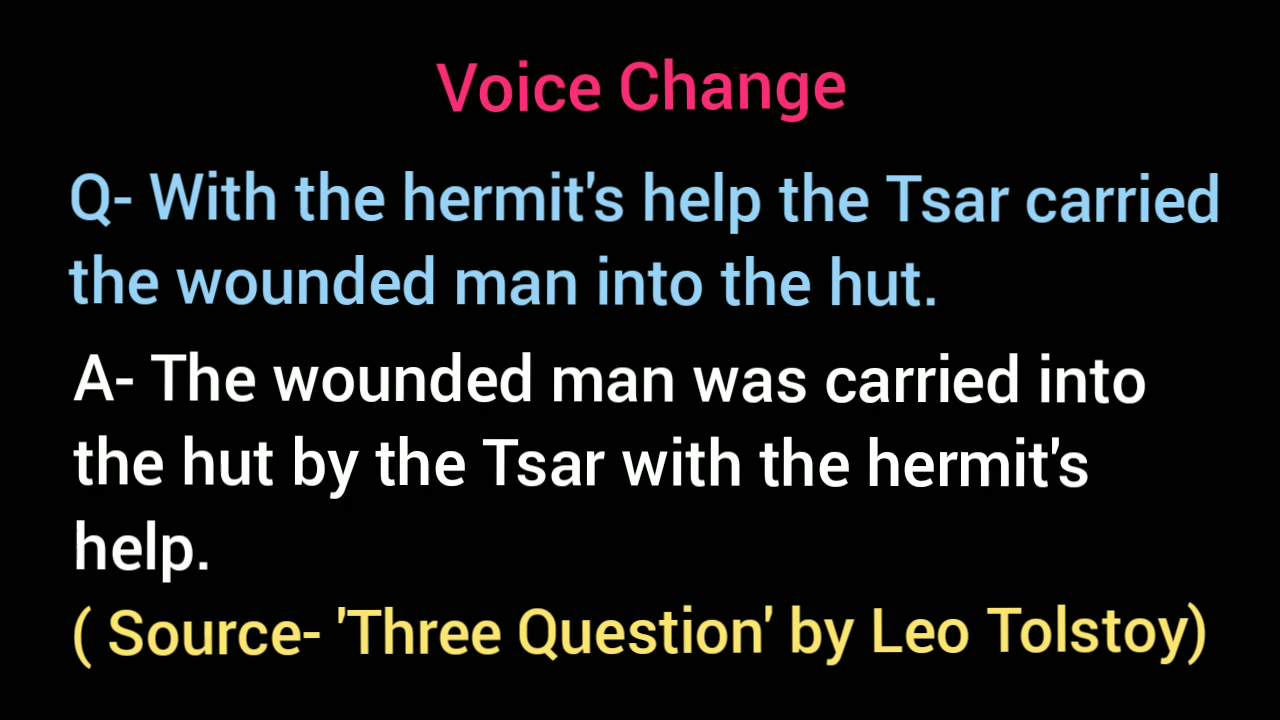 Voice Change
Q- With the hermit's help the Tsar carried
the wounded man into the hut.
A- The wounded man was carried into
the hut by the Tsar with the hermit's
help.
( Source- 'Three Question' by Leo Tolstoy)